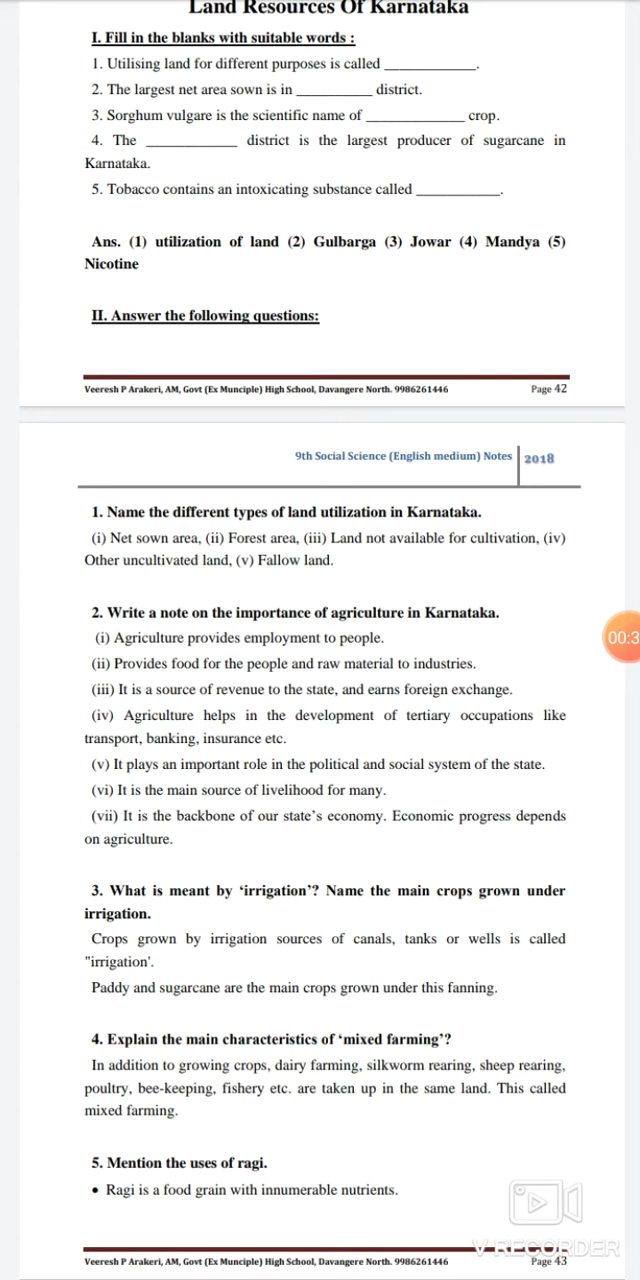 Land Resources Of Karnataka
I. Fill in the blanks with suitable words :
1. Utilising land for different purposes is called ____________.
2. The largest net area sown is in __________ district.
3. Sorghum vulgare is the scientific name of _____________ crop.
4. The ____________ district is the largest producer of sugarcane in
Karnataka.
5. Tobacco contains an intoxicating substance called ___________.
Ans. (1) utilization of land (2) Gulbarga (3) Jowar (4) Mandya (5)
Nicotine
II. Answer the following questions:
Veeresh P Arakeri, AM, Govt (Ex Munciple) High School, Davangere North. 9986261446 Page 42
9th Social Science (English medium) Notes 2018
1. Name the different types of land utilization in Karnataka.
(i) Net sown area, (ii) Forest area, (iii) Land not available for cultivation, (iv)
Other uncultivated land, (v) Fallow land.
2. Write a note on the importance of agriculture in Karnataka.
(i) Agriculture provides employment to people.
(ii) Provides food for the people and raw material to industries.
(iii) It is a source of revenue to the state, and earns foreign exchange.
(iv) Agriculture helps in the development of tertiary occupations like
transport, banking, insurance etc.
(v) It plays an important role in the political and social system of the state.
(vi) It is the main source of livelihood for many.
(vii) It is the backbone of our state's economy. Economic progress depends
on agriculture.
00:3
3. What is meant by ‘irrigation’? Name the main crops grown under
irrigation.
Crops grown by irrigation sources of canals, tanks or wells is called
"irrigation'.
Paddy and sugarcane are the main crops grown under this fanning.
4. Explain the main characteristics of ‘mixed farming’?
In addition to growing crops, dairy farming, silkworm rearing, sheep rearing,
poultry, bee-keeping, fishery etc. are taken up in the same land. This called
mixed farming.
5. Mention the uses of ragi.
• Ragi is a food grain with innumerable nutrients.
V RECORDER
Veeresh P Arakeri, AM, Govt (Ex Munciple) High School, Davangere North. 9986261446 Page 43